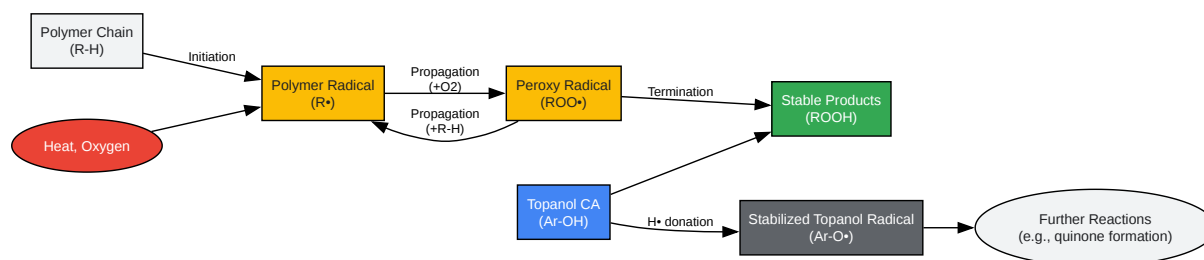 Polymer Chain
(R-H)
Initiation
Heat, Oxygen
Polymer Radical
(R•)
Propagation
(+O2)
Propagation
(+R-H)
Peroxy Radical
(ROO•)
Termination
Stable Products
(ROOH)
Topanol CA
(Ar-OH)
H• donation
Stabilized Topanol Radical
(Ar-O•)
Further Reactions
(e.g., quinone formation)